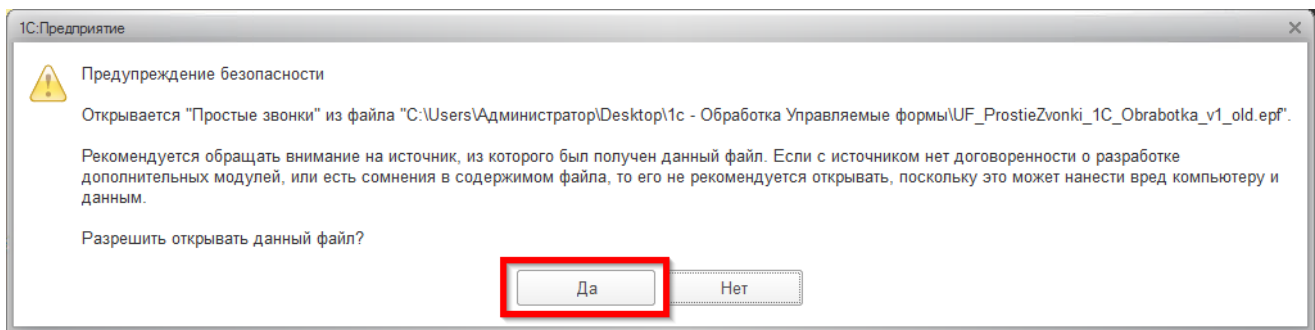 1С:Предприятие
Предупреждение безопасности
Открывается "Простые звонки" из файла "C:\Users\Администратор\Desktop\1с - Обработка Управляемые формы\UF_ProstieZvonki_1C_Obrabotka_v1_old.epf".
Рекомендуется обращать внимание на источник, из которого был получен данный файл. Если с источником нет договоренности о разработке
дополнительных модулей, или есть сомнения в содержимом файла, то его не рекомендуется открывать, поскольку это может нанести вред компьютеру и
данным.
Разрешить открывать данный файл?
Да
Нет